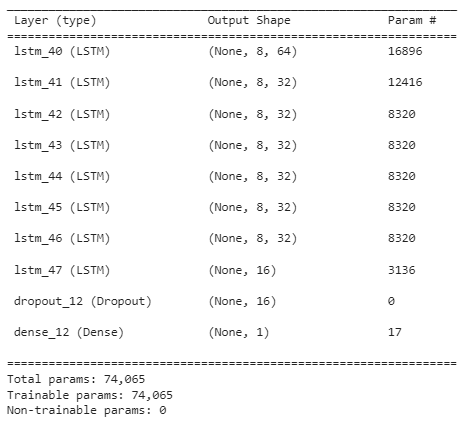 Layer (type) Output Shape Param #
lstm_40 (LSTM) (None, 8, 64) 16896
lstm_41 (LSTM) (None, 8, 32) 12416
lstm_42 (LSTM) (None, 8, 32) 8320
lstm_43 (LSTM) (None, 8, 32) 8320
lstm_44 (LSTM) (None, 8, 32) 8320
lstm_45 (LSTM) (None, 8, 32) 8320
lstm_46 (LSTM) (None, 8, 32) 8320
lstm_47 (LSTM) (None, 16) 3136
dropout_12 (Dropout) (None, 16) 0
dense_12 (Dense) (None, 1) 17
Total params: 74,065
Trainable params: 74,065
Non-trainable params: 0